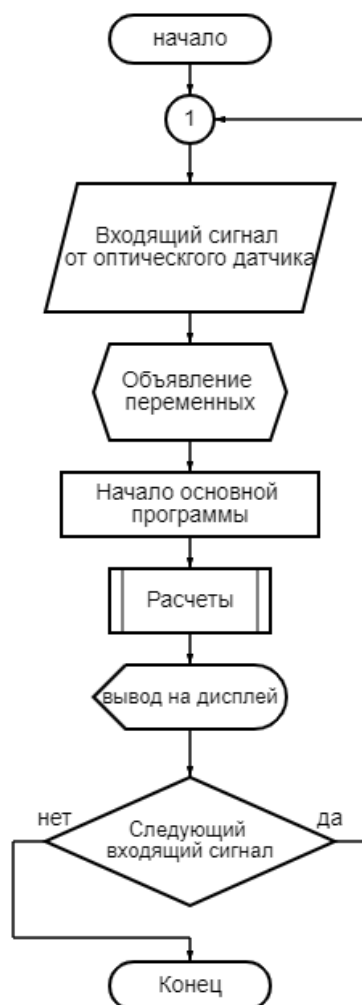 начало
1
Входящий сигнал
от оптическгого датчика
Объявление
переменных
Начало основной
программы
Расчеты
вывод на дисплей
нет
да
Следующий
входящий сигнал
Конец